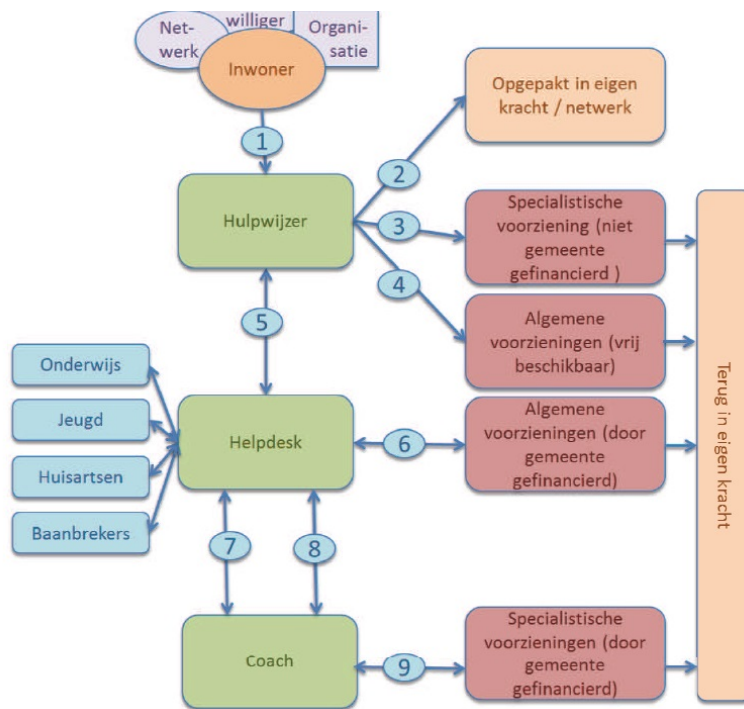 williger
Net-
werk
Organi-
satie
Inwoner
1
Opgepakt in eigen
kracht / netwerk
2
Hulpwijzer
3
Specialistische
voorziening (niet
gemeente
gefinancierd )
4
Algemene
voorzieningen (vrij
beschikbaar)
5
Onderwijs
Jeugd
Huisartsen
Baanbrekers
Helpdesk
6
Algemene
voorzieningen (door
gemeente
gefinancierd)
7
8
Coach
9
Specialistische
voorzieningen (door
gemeente
gefinancierd)
Terug in eigen kracht